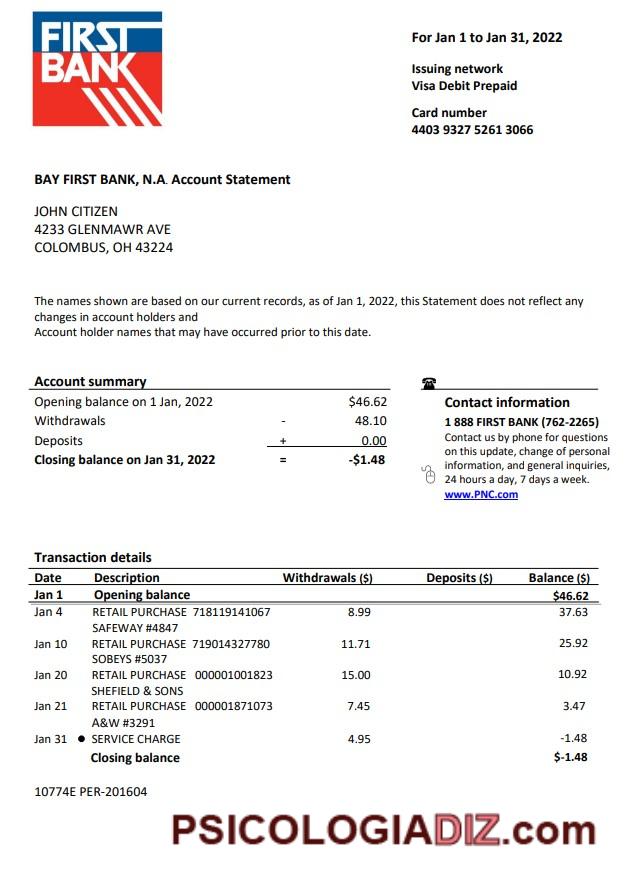 FIRST
BANK
For Jan 1 to Jan 31, 2022
Issuing network
Visa Debit Prepaid
Card number
4403 9327 5261 3066
BAY FIRST BANK, N.A. Account Statement
JOHN CITIZEN
4233 GLENMAWR AVE
COLOMBUS, OH 43224
The names shown are based on our current records, as of Jan 1, 2022, this Statement does not reflect any
changes in account holders and
Account holder names that may have occurred prior to this date.
Account summary
Opening balance on 1 Jan, 2022 $46.62
Withdrawals - 48.10
Deposits + 0.00
Closing balance on Jan 31, 2022 = -$1.48
Contact information
1 888 FIRST BANK (762-2265)
Contact us by phone for questions
on this update, change of personal
information, and general inquiries,
24 hours a day, 7 days a week.
www.PNC.com
Transaction details
Date Description Withdrawals ($) Deposits ($) Balance ($)
Jan 1 Opening balance $46.62
Jan 4 RETAIL PURCHASE 718119141067 8.99 37.63
SAFEWAY #4847
Jan 10 RETAIL PURCHASE 719014327780 11.71 25.92
SOBEYS #5037
Jan 20 RETAIL PURCHASE 000001001823 15.00 10.92
SHEFIELD & SONS
Jan 21 RETAIL PURCHASE 000001871073 7.45 3.47
A&W #3291
Jan 31 ● SERVICE CHARGE 4.95 -1.48
Closing balance $-1.48
10774E PER-201604
PSICOLOGIADIZ.com